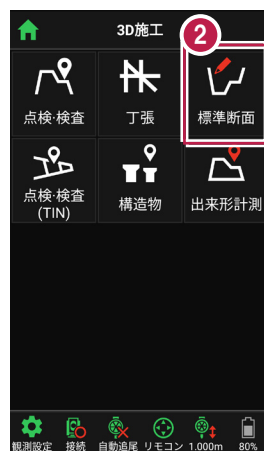 3D施工
2
点検・検査
丁張
標準断面
点検・検査
(TIN)
構造物
出来形計測
観測設定
接続
自動追尾
リモコン
1.000m
80%